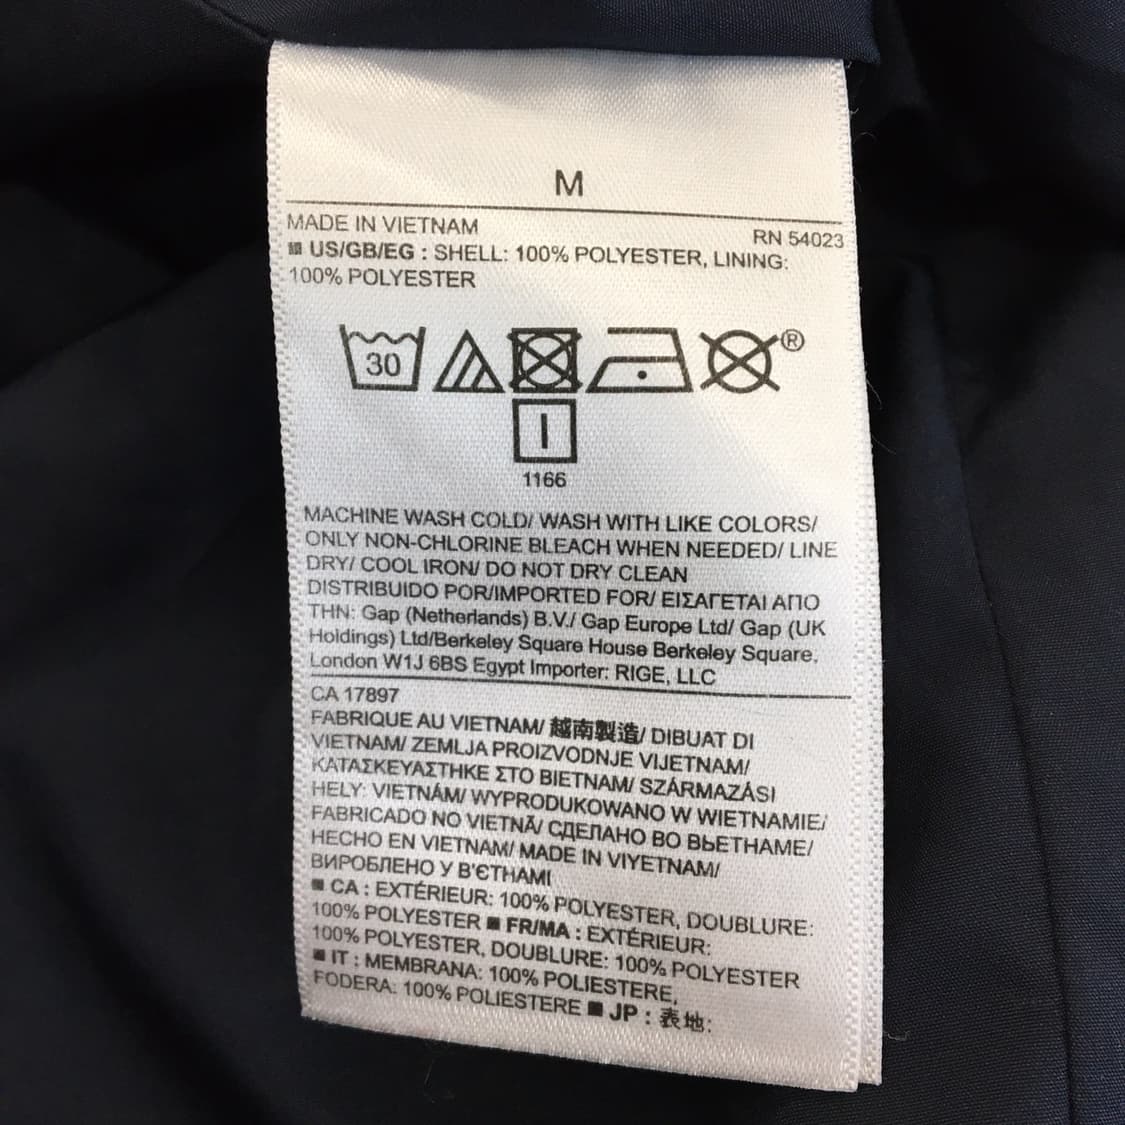 M
MADE IN VIETNAM
RN 54023
■ US/GB/EG : SHELL: 100% POLYESTER, LINING:
100% POLYESTER
30
®
1166
MACHINE WASH COLD/ WASH WITH LIKE COLORS/
ONLY NON-CHLORINE BLEACH WHEN NEEDED/ LINE
DRY/ COOL IRON/ DO NOT DRY CLEAN
DISTRIBUIDO POR/IMPORTED FOR/ ΕΙΣΑΓΕΤΑΙ ΑΠΟ
THN: Gap (Netherlands) B.V./ Gap Europe Ltd/ Gap (UK
Holdings) Ltd/Berkeley Square House Berkeley Square,
London W1J 6BS Egypt Importer: RIGE, LLC
CA 17897
FABRIQUE AU VIETNAM/ 越南製造/ DIBUAT DI
VIETNAM/ ZEMLJA PROIZVODNJE VIJETNAM/
ΚΑΤΑΣΚΕΥΑΣΤΗΚΕ ΣΤΟ ΒΙΕΤΝΑΜ/ SZÁRMAZÁSI
HELY: VIETNÁM/ WYPRODUKOWANO W WIETNAMIE/
FABRICADO NO VIETNÃ/ СДЕЛАНО ВО ВЬЕТНАМЕ/
HECHO EN VIETNAM/ MADE IN VIYETNAM/
ВИРОБЛЕНО У В'ЄТНАМІ
■ CA : EXTÉRIEUR: 100% POLYESTER, DOUBLURE:
100% POLYESTER ■ FR/MA : EXTÉRIEUR:
100% POLYESTER, DOUBLURE: 100% POLYESTER
■ IT : MEMBRANA: 100% POLIESTERE,
FODERA: 100% POLIESTERE ■ JP : 表地: